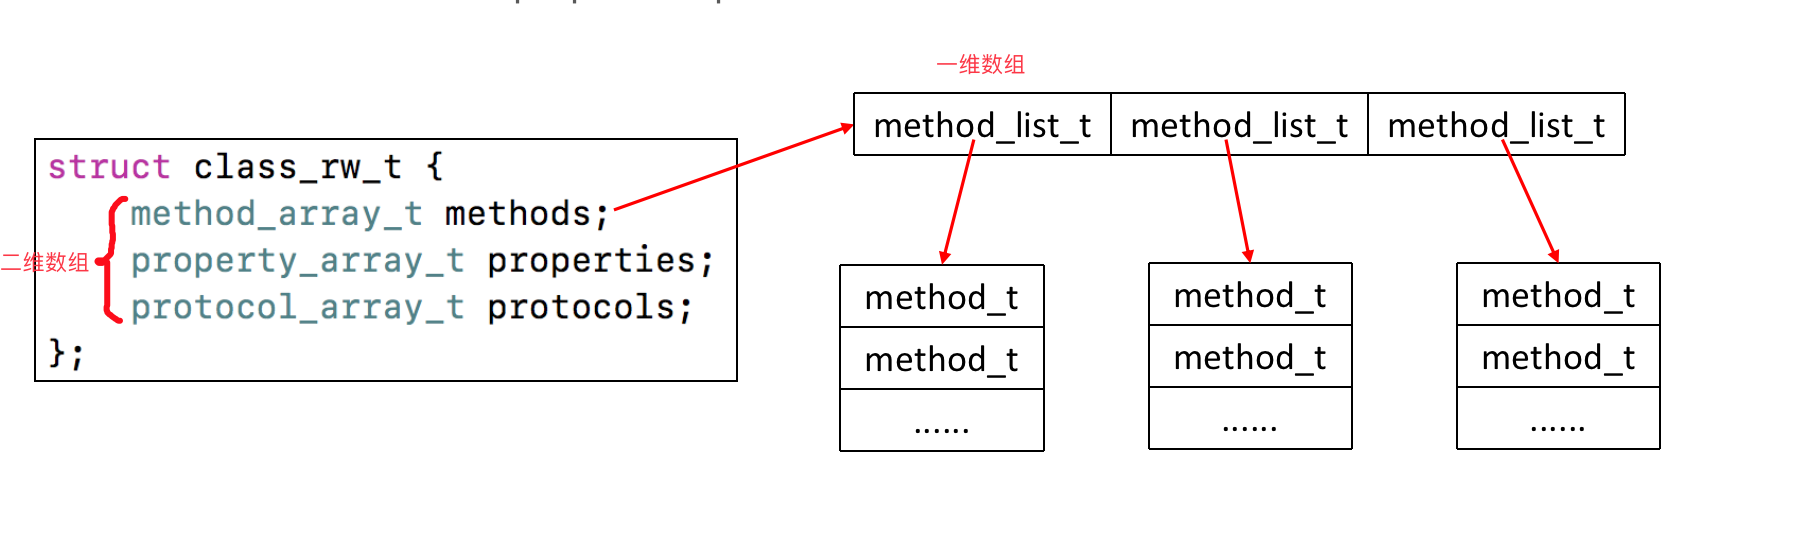 一维数组
method_list_t method_list_t method_list_t
struct class_rw_t {
method_array_t methods;
二维数组
property_array_t properties;
protocol_array_t protocols;
};
method_t
method_t
......
method_t
method_t
......
method_t
method_t
......